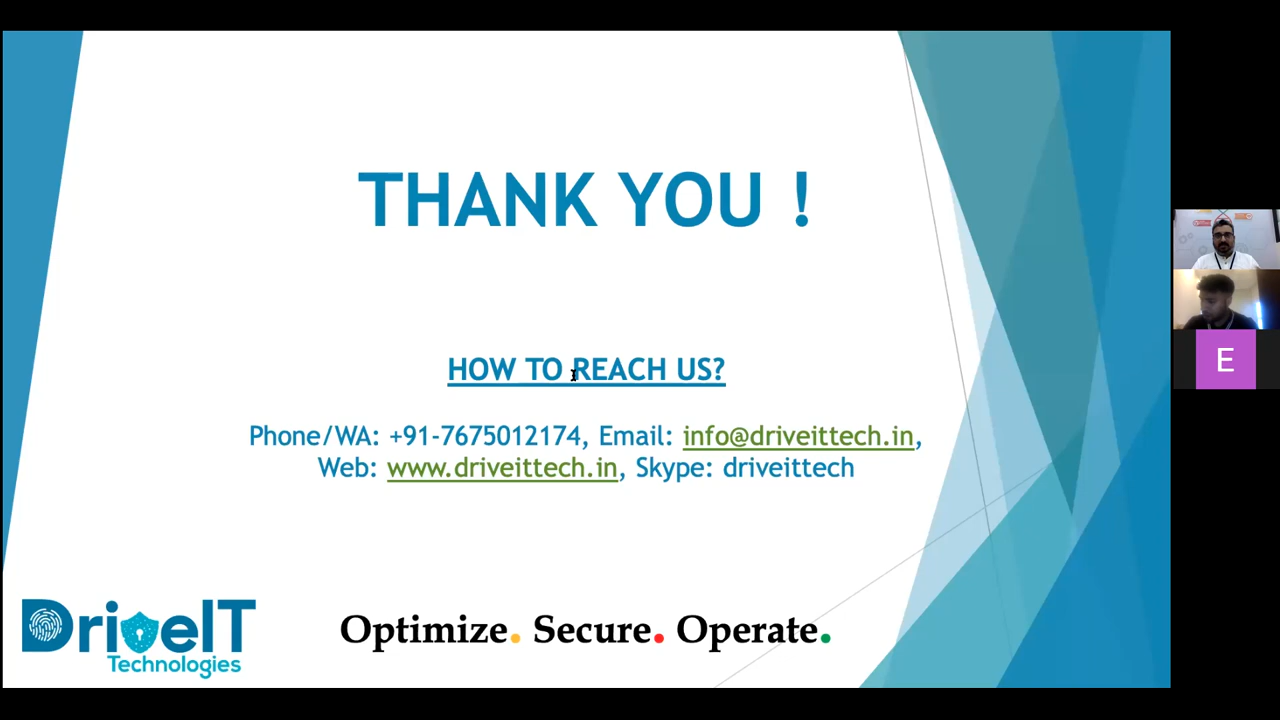 THANK YOU !
HOW TO REACH US?
Phone/WA: +91-7675012174, Email: info@driveittech.in,
Web: www.driveittech.in, Skype: driveittech
DriveIT
Technologies
Optimize. Secure. Operate.
E